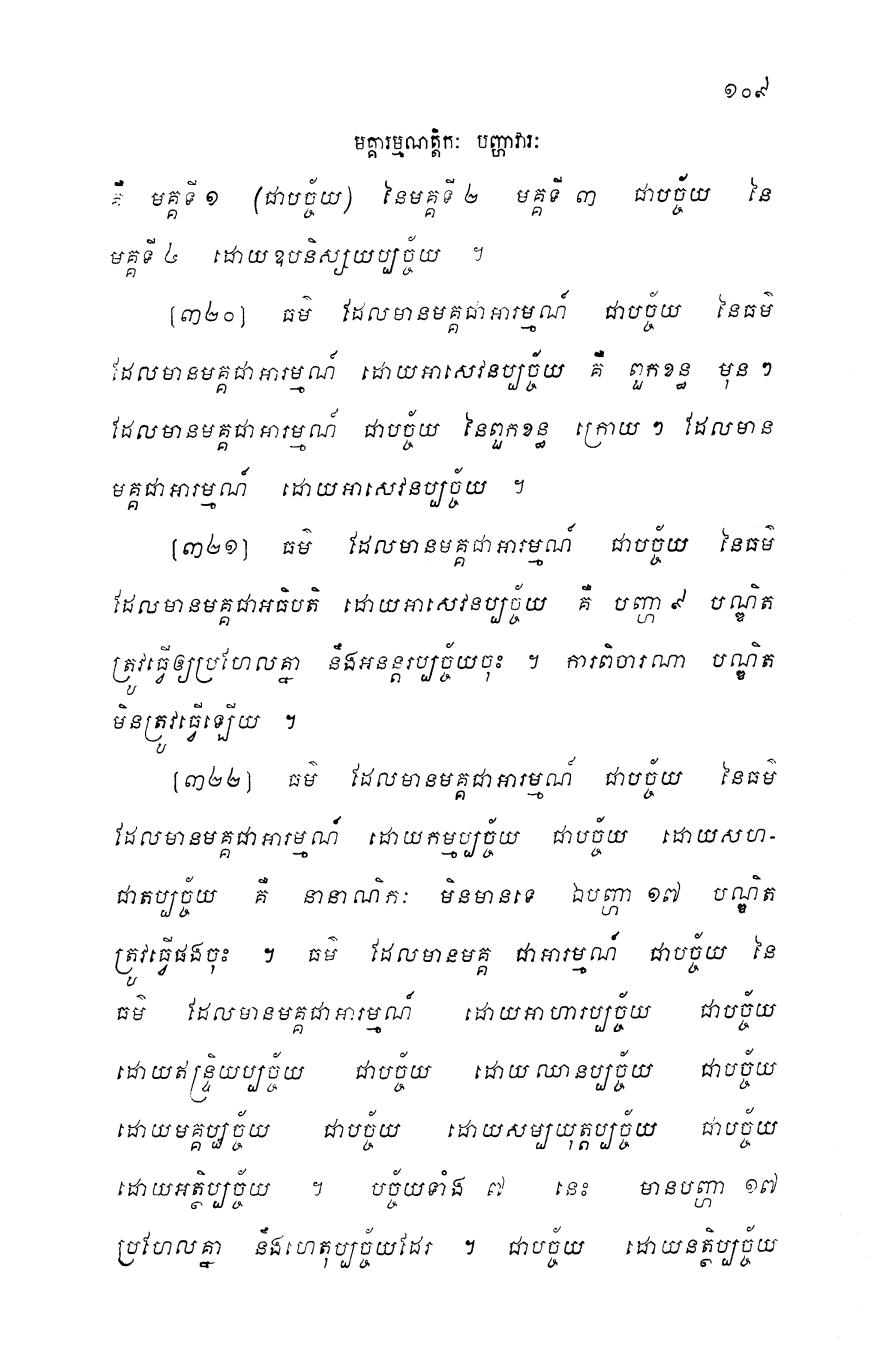 ១០៩
មគ្គារម្មណត្តិកៈ បញ្ហាវារៈ
គឺ មគ្គទី ១ (ជាបច្ច័យ) នៃមគ្គទី ២ មគ្គទី ៣ ជាបច្ច័យ នៃ
មគ្គទី ៤ ដោយឧបនិស្សយប្បច្ច័យ ។
[៣២០] ធម៌ ដែលមានមគ្គជាអារម្មណ៍ ជាបច្ច័យ នៃធម៌
ដែលមានមគ្គជាអារម្មណ៍ ដោយអាសេវនប្បច្ច័យ គឺ ពួកខន្ធ មុន ៗ
ដែលមានមគ្គជាអារម្មណ៍ ជាបច្ច័យ នៃពួកខន្ធ ក្រោយ ៗ ដែលមាន
មគ្គជាអារម្មណ៍ ដោយអាសេវនប្បច្ច័យ ។
[៣២១] ធម៌ ដែលមានមគ្គជាអារម្មណ៍ ជាបច្ច័យ នៃធម៌
ដែលមានមគ្គជាអធិបតិ ដោយអាសេវនប្បច្ច័យ គឺ បញ្ហា ៩ បណ្ឌិត
ត្រូវធ្វើឲ្យប្រហែលគ្នា នឹងអនន្តរប្បច្ច័យចុះ ។ ការពិចារណា បណ្ឌិត
មិនត្រូវធ្វើឡើយ ។
[៣២២] ធម៌ ដែលមានមគ្គជាអារម្មណ៍ ជាបច្ច័យ នៃធម៌
ដែលមានមគ្គជាអារម្មណ៍ ដោយកម្មប្បច្ច័យ ជាបច្ច័យ ដោយសហ-
ជាតប្បច្ច័យ គឺ នានាណិកៈ មិនមានទេ ឯបញ្ហា ១៧ បណ្ឌិត
ត្រូវធ្វើផងចុះ ។ ធម៌ ដែលមានមគ្គ ជាអារម្មណ៍ ជាបច្ច័យ នៃ
ធម៌ ដែលមានមគ្គជាអារម្មណ៍ ដោយអាហារប្បច្ច័យ ជាបច្ច័យ
ដោយឥន្ទ្រិយប្បច្ច័យ ជាបច្ច័យ ដោយឈានប្បច្ច័យ ជាបច្ច័យ
ដោយមគ្គប្បច្ច័យ ជាបច្ច័យ ដោយសម្បយុត្តប្បច្ច័យ ជាបច្ច័យ
ដោយអត្ថិប្បច្ច័យ ។ បច្ច័យទាំង ៧ នេះ មានបញ្ហា ១៧
ប្រហែលគ្នា នឹងហេតុប្បច្ច័យដែរ ។ ជាបច្ច័យ ដោយនត្ថិប្បច្ច័យ